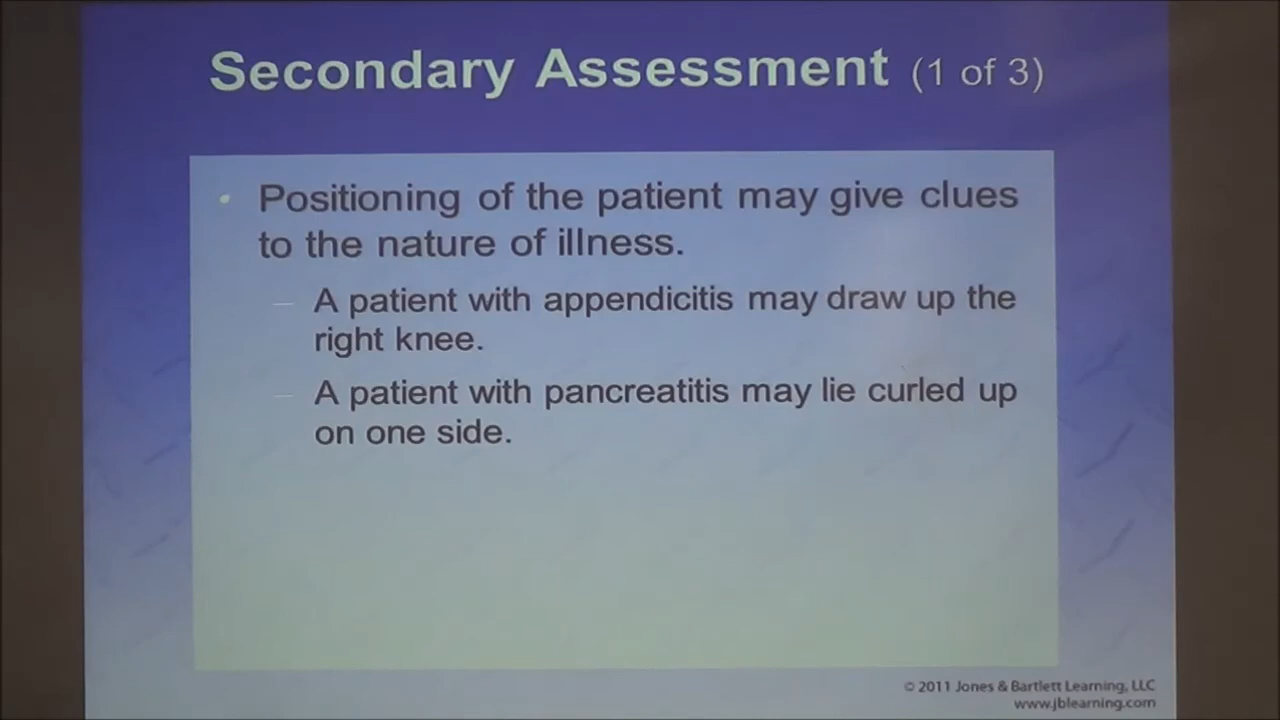 Secondary Assessment (1 of 3)
• Positioning of the patient may give clues
to the nature of illness.
– A patient with appendicitis may draw up the
right knee.
– A patient with pancreatitis may lie curled up
on one side.
© 2011 Jones & Bartlett Learning, LLC
www.jblearning.com